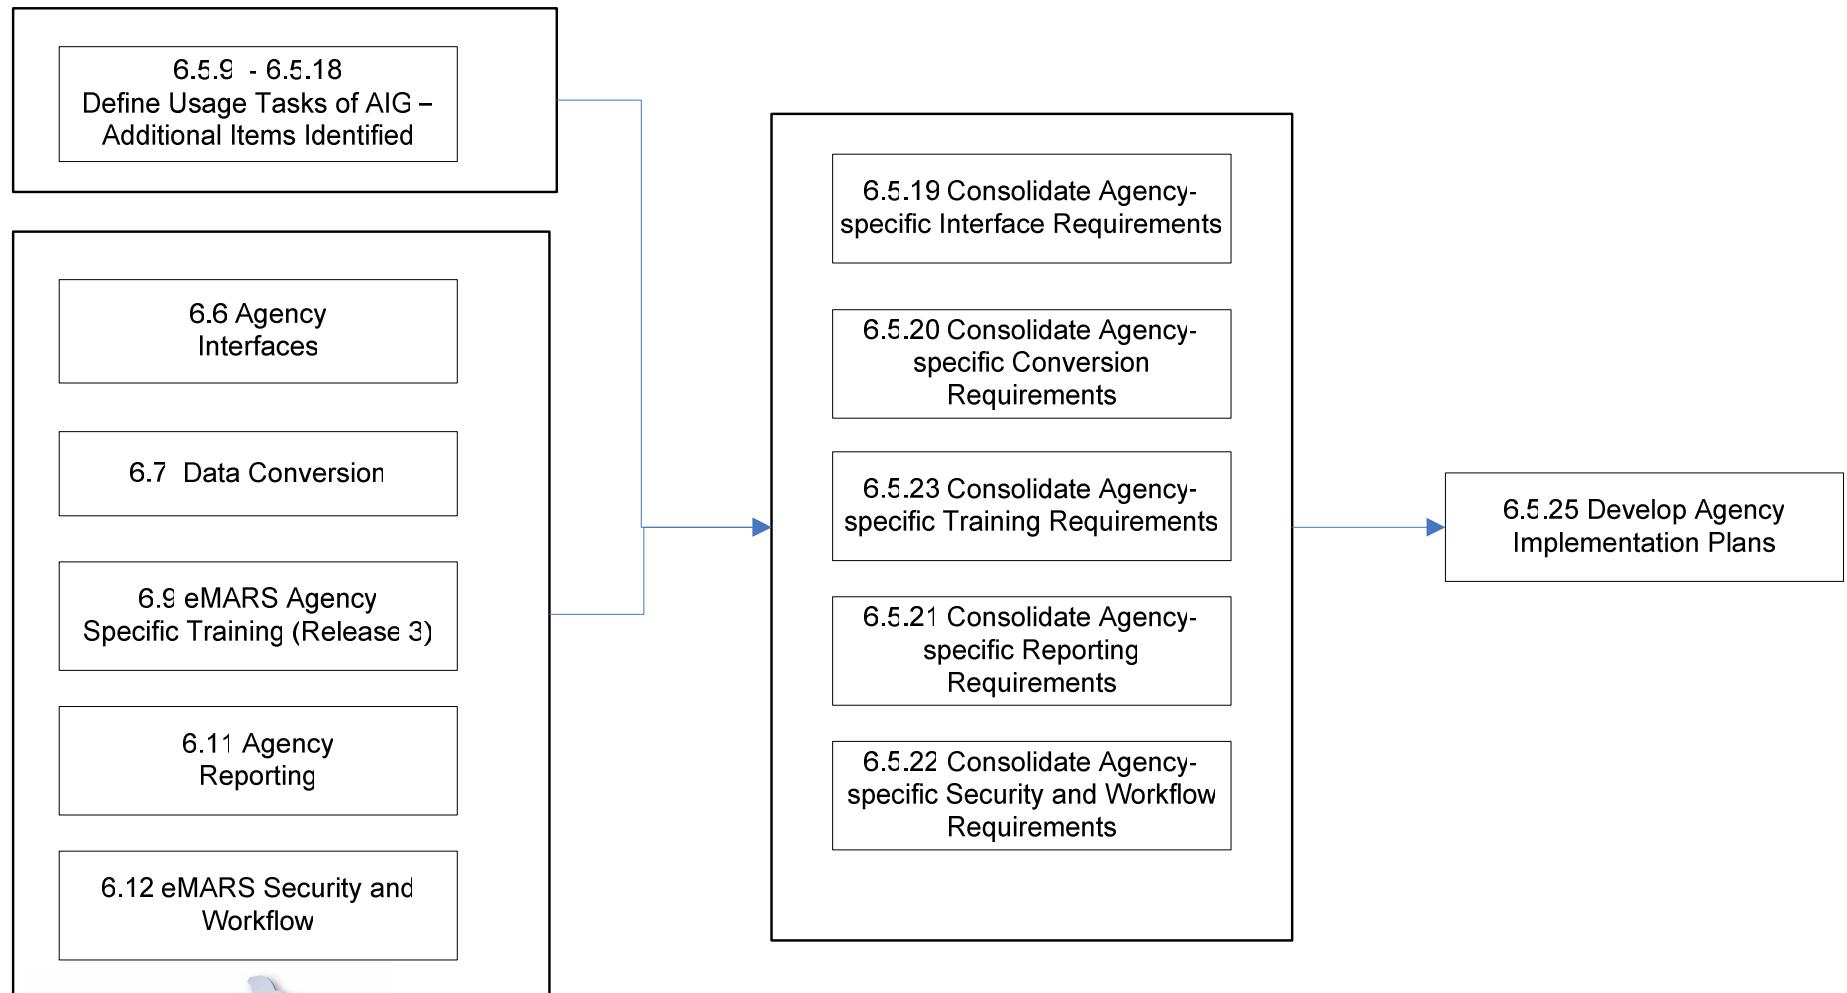 6.5.9 - 6.5.18
Define Usage Tasks of AIG –
Additional Items Identified
6.6 Agency
Interfaces
6.7 Data Conversion
6.9 eMARS Agency
Specific Training (Release 3)
6.11 Agency
Reporting
6.12 eMARS Security and
Workflow
6.5.19 Consolidate Agency-
specific Interface Requirements
6.5.20 Consolidate Agency-
specific Conversion
Requirements
6.5.23 Consolidate Agency-
specific Training Requirements
6.5.21 Consolidate Agency-
specific Reporting
Requirements
6.5.22 Consolidate Agency-
specific Security and Workflow
Requirements
6.5.25 Develop Agency
Implementation Plans